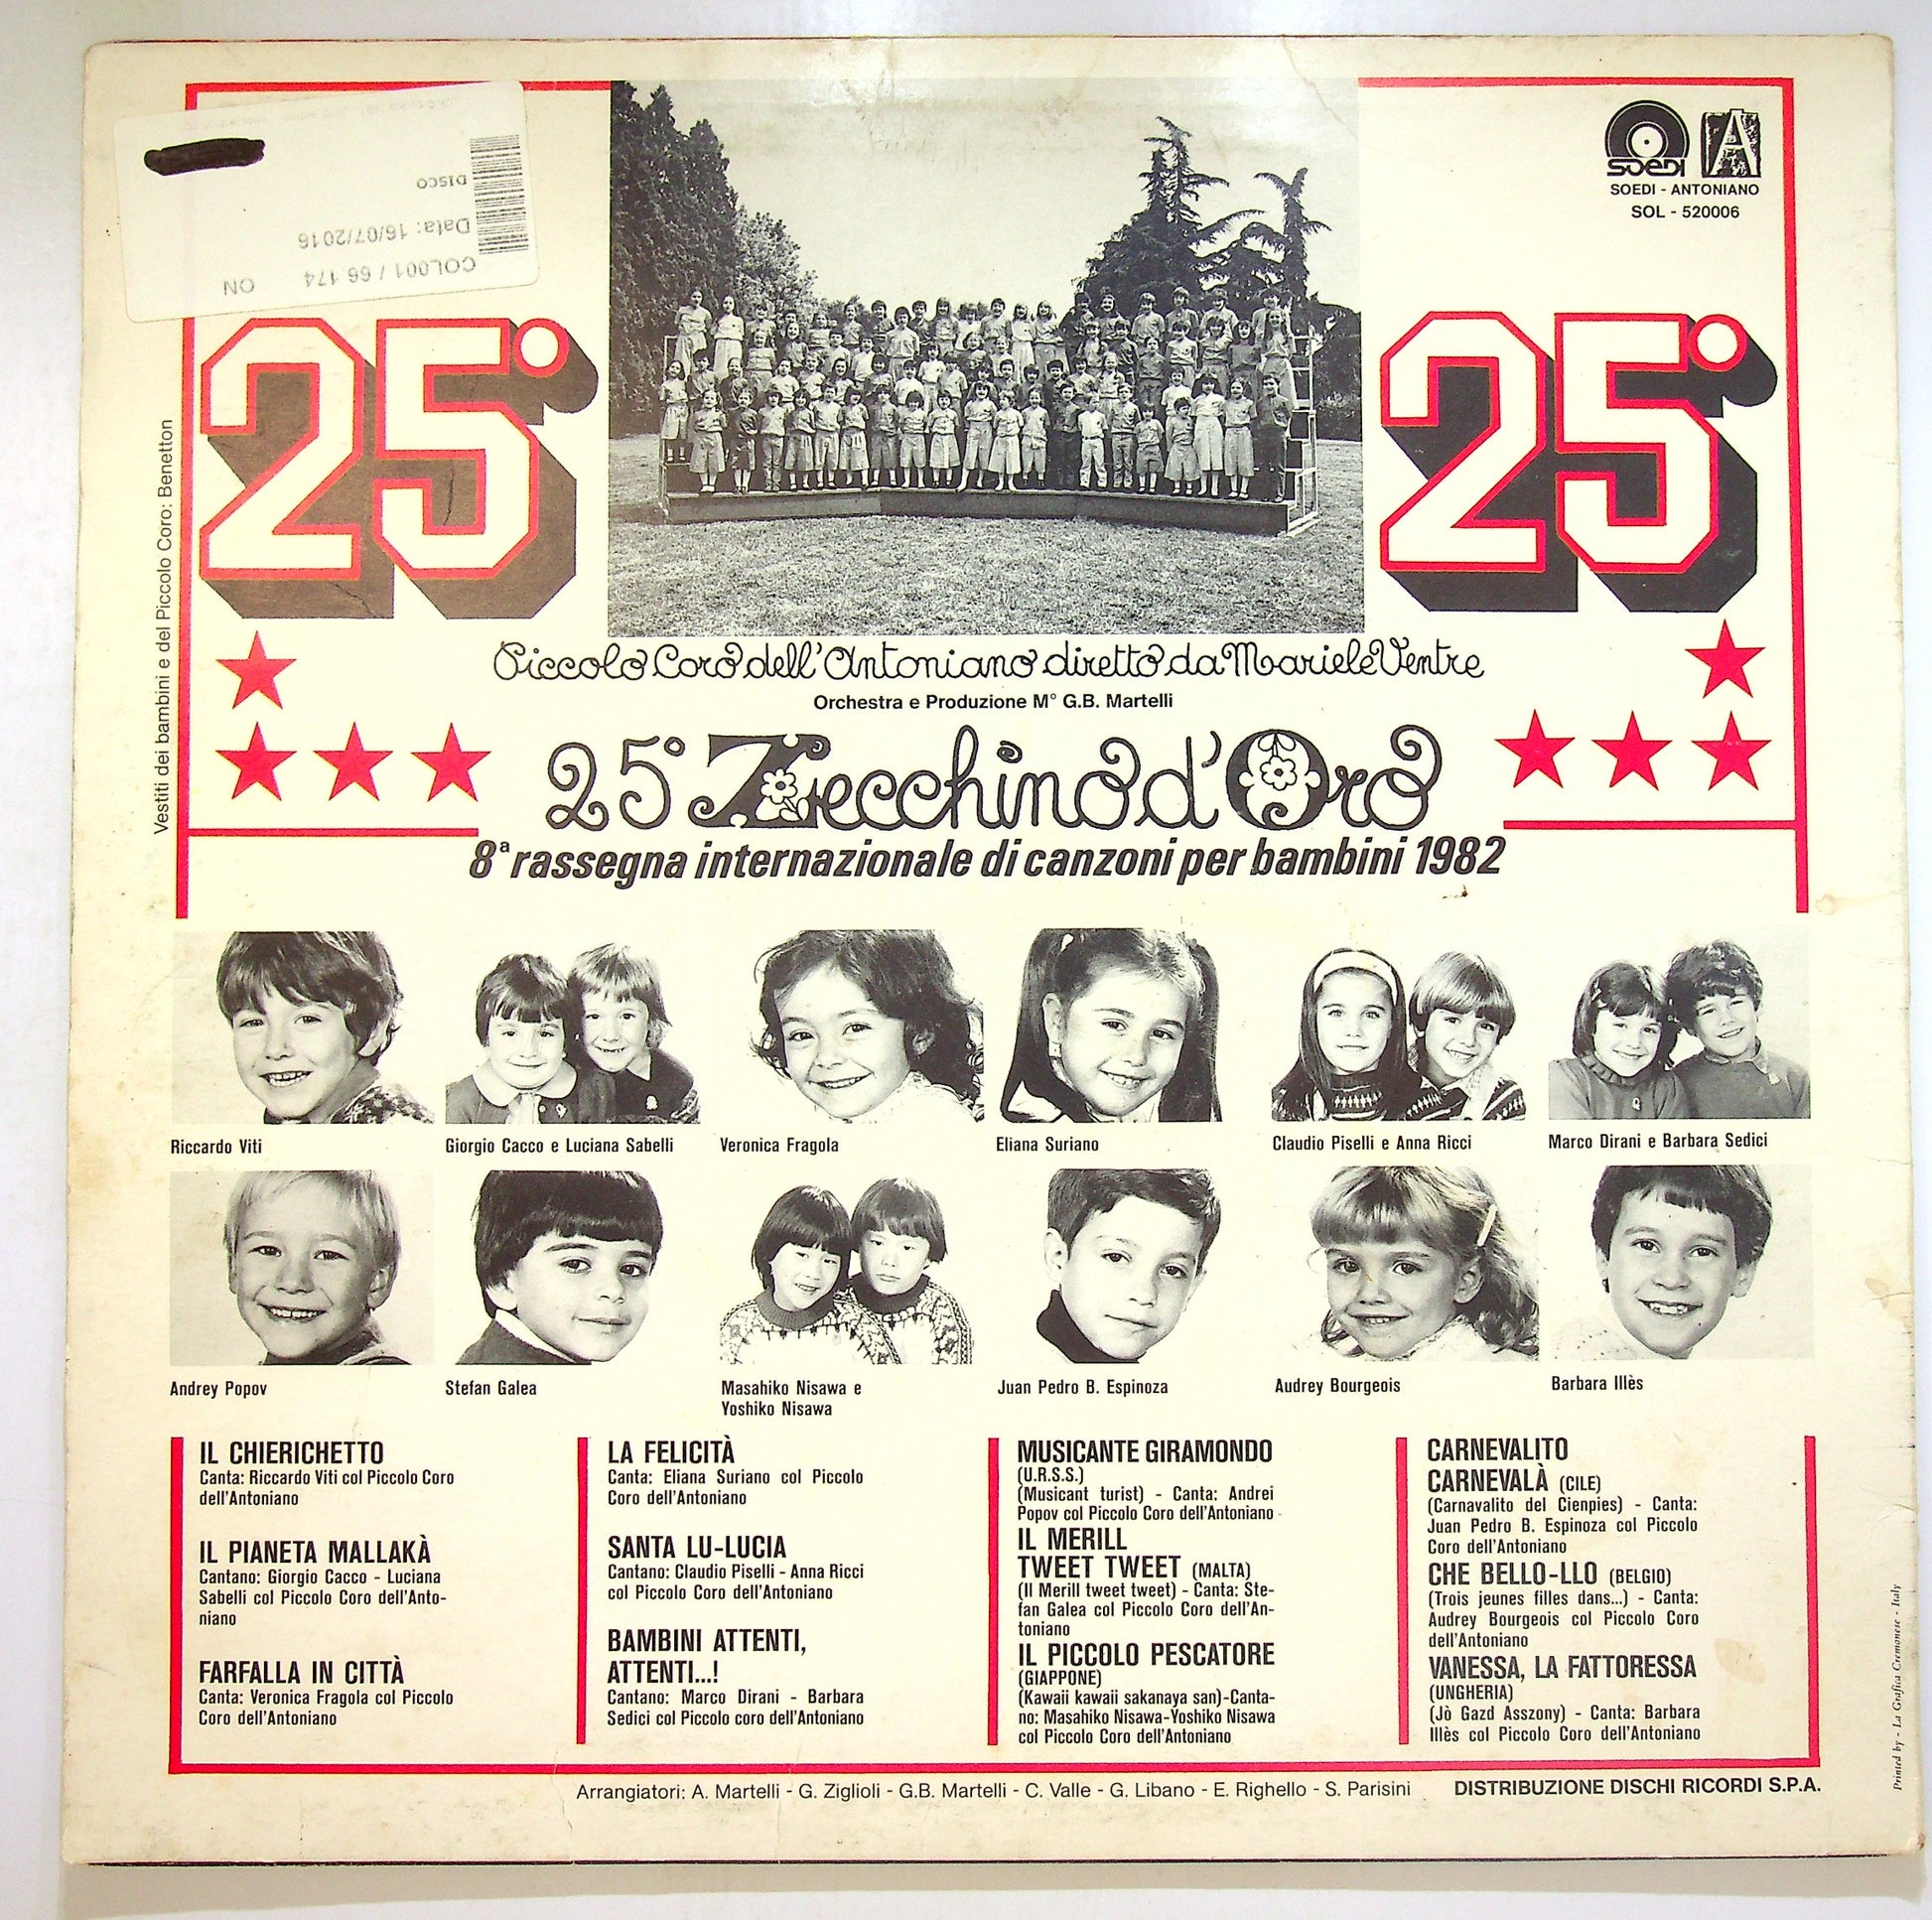 DISCO
Data: 16/07/2016
COL001 / 66.174 NO
SOEDI
A
SOEDI - ANTONIANO
SOL - 520006
25°
25°
Vestiti dei bambini e del Piccolo Coro: Benetton
Piccolo Coro dell'Antoniano diretto da Mariele Ventre
Orchestra e Produzione M° G.B. Martelli
25° Zecchino d'Oro
8ª rassegna internazionale di canzoni per bambini 1982
Riccardo Viti
Giorgio Cacco e Luciana Sabelli
Veronica Fragola
Eliana Suriano
Claudio Piselli e Anna Ricci
Marco Dirani e Barbara Sedici
Andrey Popov
Stefan Galea
Masahiko Nisawa e
Yoshiko Nisawa
Juan Pedro B. Espinoza
Audrey Bourgeois
Barbara Illès
IL CHIERICHETTO
Canta: Riccardo Viti col Piccolo Coro
dell'Antoniano
IL PIANETA MALLAKÀ
Cantano: Giorgio Cacco - Luciana
Sabelli col Piccolo Coro dell'Anto-
niano
FARFALLA IN CITTÀ
Canta: Veronica Fragola col Piccolo
Coro dell'Antoniano
LA FELICITÀ
Canta: Eliana Suriano col Piccolo
Coro dell'Antoniano
SANTA LU-LUCIA
Cantano: Claudio Piselli - Anna Ricci
col Piccolo Coro dell'Antoniano
BAMBINI ATTENTI,
ATTENTI...!
Cantano: Marco Dirani - Barbara
Sedici col Piccolo coro dell'Antoniano
MUSICANTE GIRAMONDO
(U.R.S.S.)
(Musicant turist) - Canta: Andrei
Popov col Piccolo Coro dell'Antoniano
IL MERILL
TWEET TWEET (MALTA)
(Il Merill tweet tweet) - Canta: Ste-
fan Galea col Piccolo Coro dell'An-
toniano
IL PICCOLO PESCATORE
(GIAPPONE)
(Kawaii kawaii sakanaya san)-Canta-
no: Masahiko Nisawa-Yoshiko Nisawa
col Piccolo Coro dell'Antoniano
CARNEVALITO
CARNEVALÀ (CILE)
(Carnavalito del Cienpies) - Canta:
Juan Pedro B. Espinoza col Piccolo
Coro dell'Antoniano
CHE BELLO-LLO (BELGIO)
(Trois jeunes filles dans...) - Canta:
Audrey Bourgeois col Piccolo Coro
dell'Antoniano
VANESSA, LA FATTORESSA
(UNGHERIA)
(Jò Gazd Asszony) - Canta: Barbara
Illès col Piccolo Coro dell'Antoniano
Arrangiatori: A. Martelli - G. Ziglioli - G.B. Martelli - C. Valle - G. Libano - E. Righello - S. Parisini
DISTRIBUZIONE DISCHI RICORDI S.P.A.
Printed by - La Grafica Cremonese - Italy